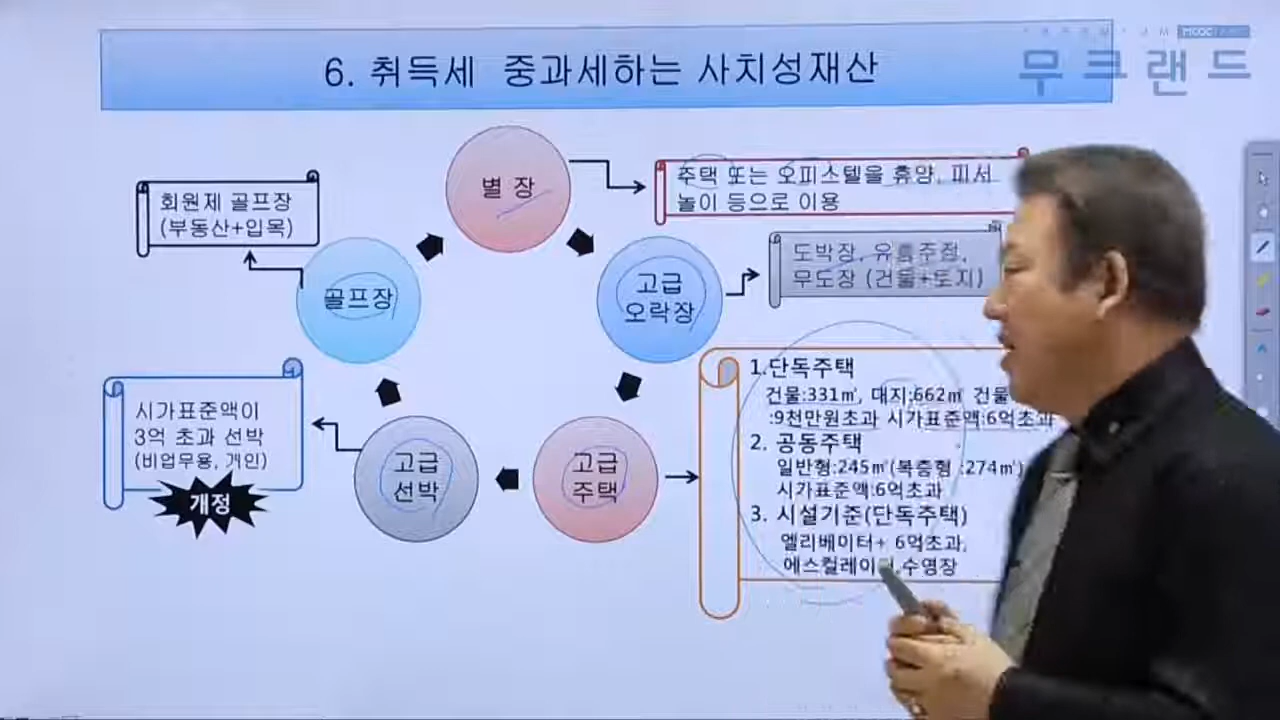 6. 취득세 중과세하는 사치성재산
MOOC
무크랜드
별 장
주택 또는 오피스텔을 휴양, 피서
놀이 등으로 이용
회원제 골프장
(부동산+입목)
골프장
고급
오락장
도박장, 유흥주점,
무도장 (건물+토지)
시가표준액이
3억 초과 선박
(비업무용, 개인)
개정
고급
선박
고급
주택
1.단독주택
건물:331㎡, 대지:662㎡ 건물
:9천만원초과 시가표준액:6억초과
2. 공동주택
일반형:245㎡(복층형 :274㎡)
시가표준액:6억초과
3. 시설기준(단독주택)
엘리베이터+ 6억초과,
에스컬레이터,수영장